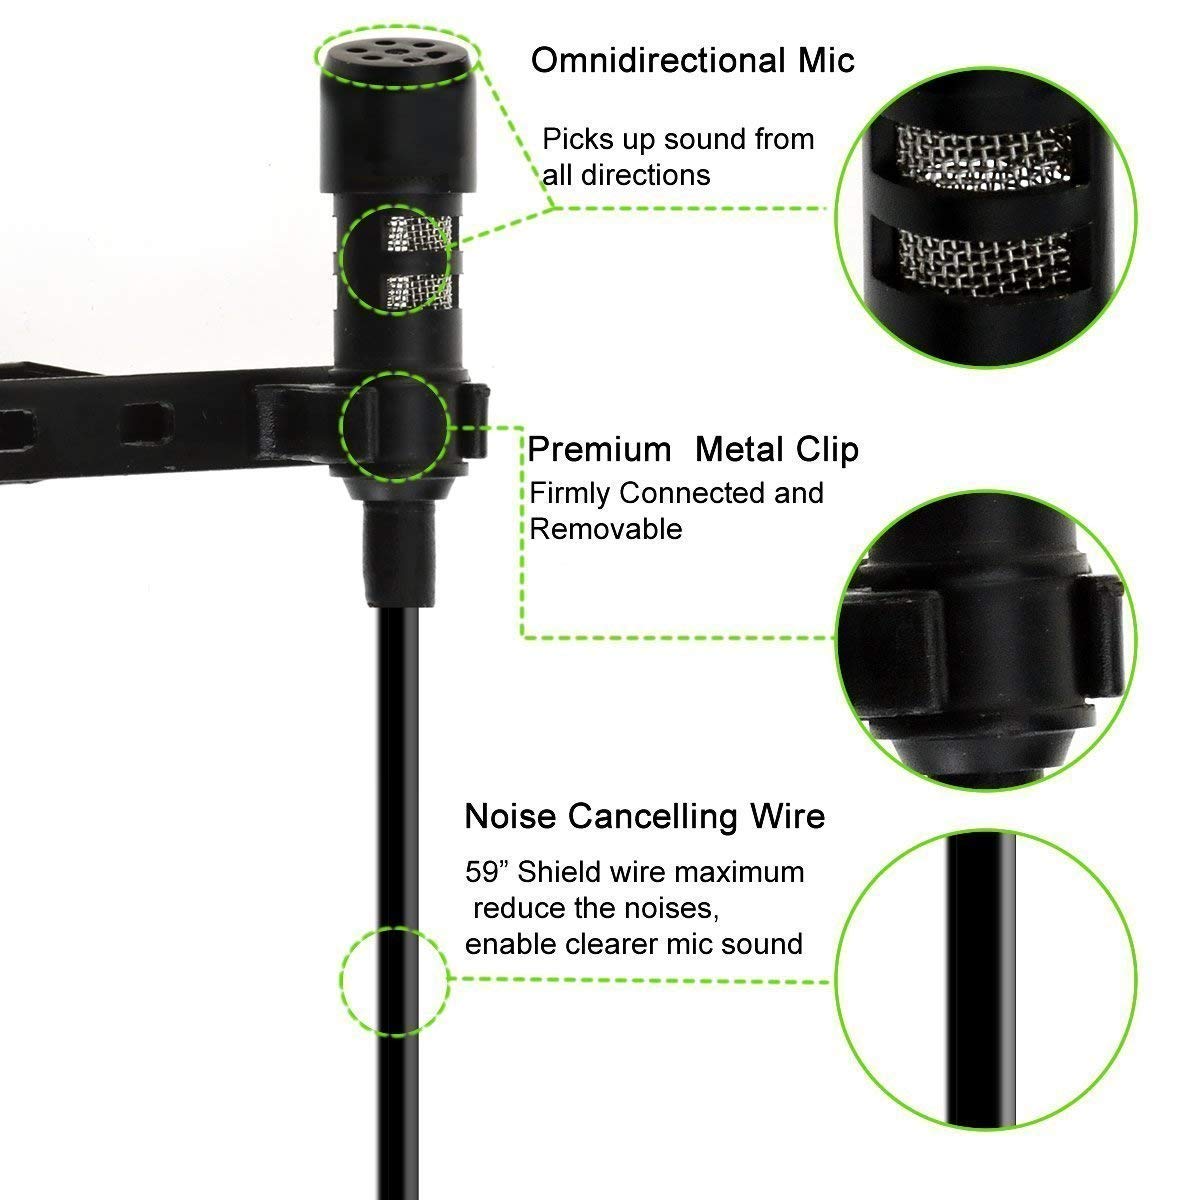 Omnidirectional Mic
Picks up sound from
all directions
Premium Metal Clip
Firmly Connected and
Removable
Noise Cancelling Wire
59” Shield wire maximum
reduce the noises,
enable clearer mic sound